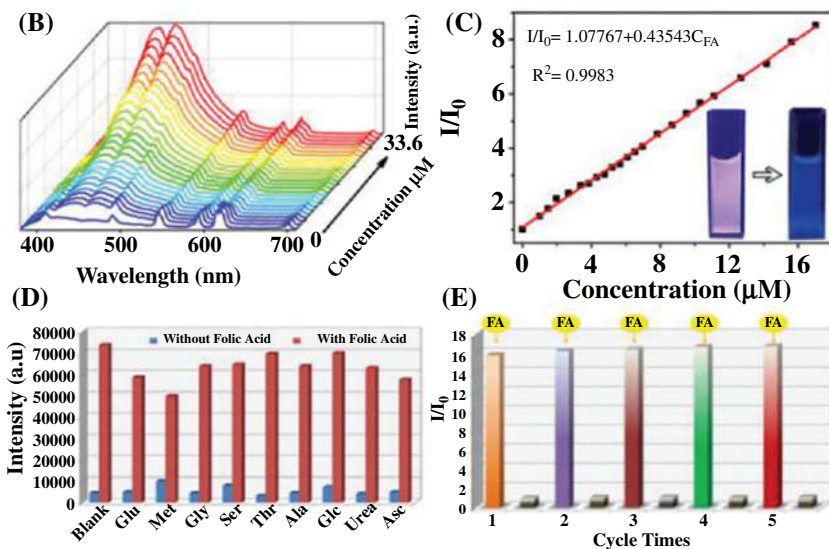 (B)
Intensity (a.u.)
33.6
Concentration μM
0
400 500 600 700
Wavelength (nm)
(C)
I/I0= 1.07767+0.43543CFA
R2= 0.9983
I/I0
8
6
4
2
0 4 8 12 16
Concentration (μM)
(D)
80000
70000
60000
50000
40000
30000
20000
10000
0
Intensity (a.u)
Without Folic Acid With Folic Acid
Blank Glu Met Gly Ser Thr Ala Glc Urea Asc
(E)
FA FA FA FA FA
18
16
14
12
10
8
6
4
2
0
I/I0
1 2 3 4 5
Cycle Times